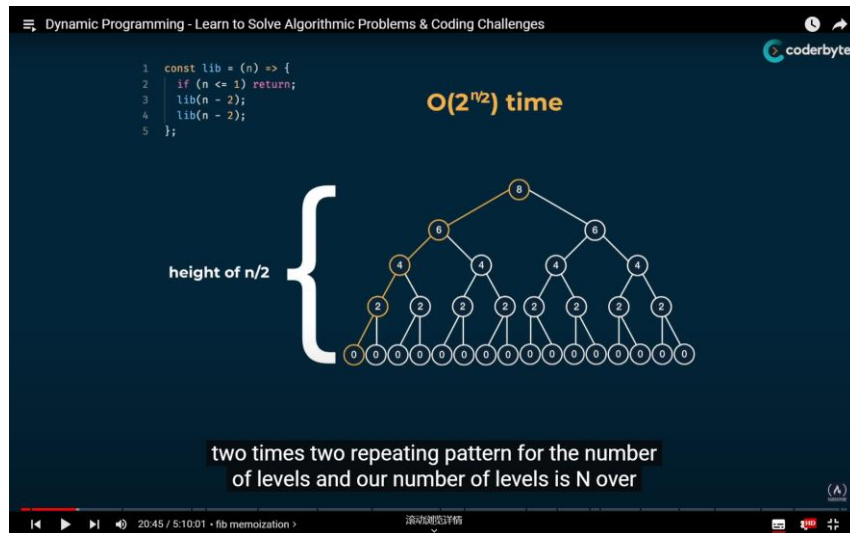 Dynamic Programming - Learn to Solve Algorithmic Problems & Coding Challenges
coderbyte
1 const lib = (n) => {
2 if (n <= 1) return;
3 lib(n - 2);
4 lib(n - 2);
5 };
O(2^n/2) time
8
6 6
4 4 4 4
height of n/2
2 2 2 2 2 2 2 2
0 0 0 0 0 0 0 0 0 0 0 0 0 0 0 0
two times two repeating pattern for the number
of levels and our number of levels is N over
20:45 / 5:10:01 • fib memoization >
滚动浏览详情
HD